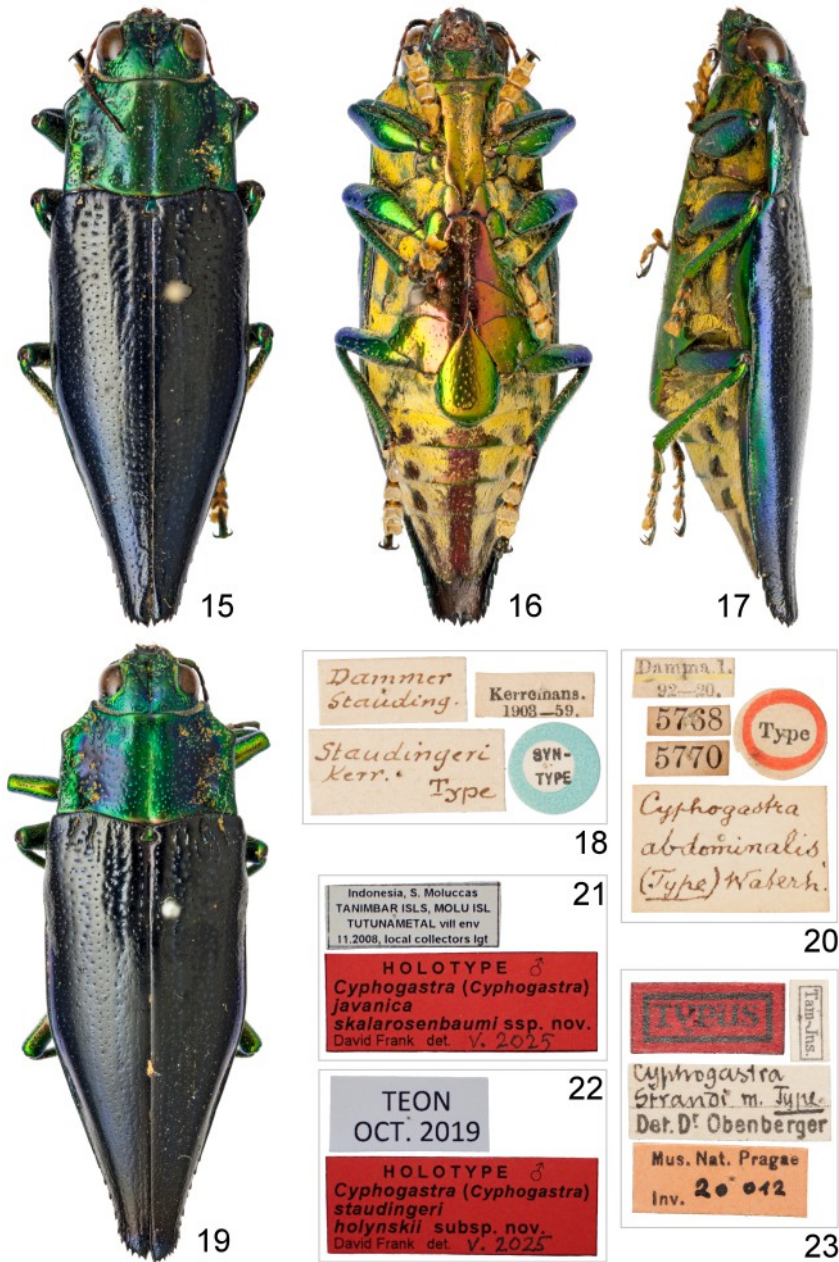 15
16
17
Dammer
Stauding.
Kerremans.
1903—59.
Staudingeri
Kerr.
Type
SYN-
TYPE
18
Damma. I.
92—20.
5768
5770
Type
Cyphogastra
abdominalis
(Type) Waterh.
20
19
21
Indonesia, S. Moluccas
TANIMBAR ISLS, MOLU ISL
TUTUNAMETAL vill env
II.2008, local collectors lgt
HOLOTYPE ♂
Cyphogastra (Cyphogastra)
javanica
skalarosenbaumi ssp. nov.
David Frank det. V. 2025
22
TEON
OCT. 2019
HOLOTYPE ♂
Cyphogastra (Cyphogastra)
staudingeri
holynskii subsp. nov.
David Frank det. V. 2025
TYPUS
Tam-Jns.
Cyphogastra
Strandi m. Type
Det. Dr Obenberger
Mus. Nat. Pragae
Inv. 20 012
23